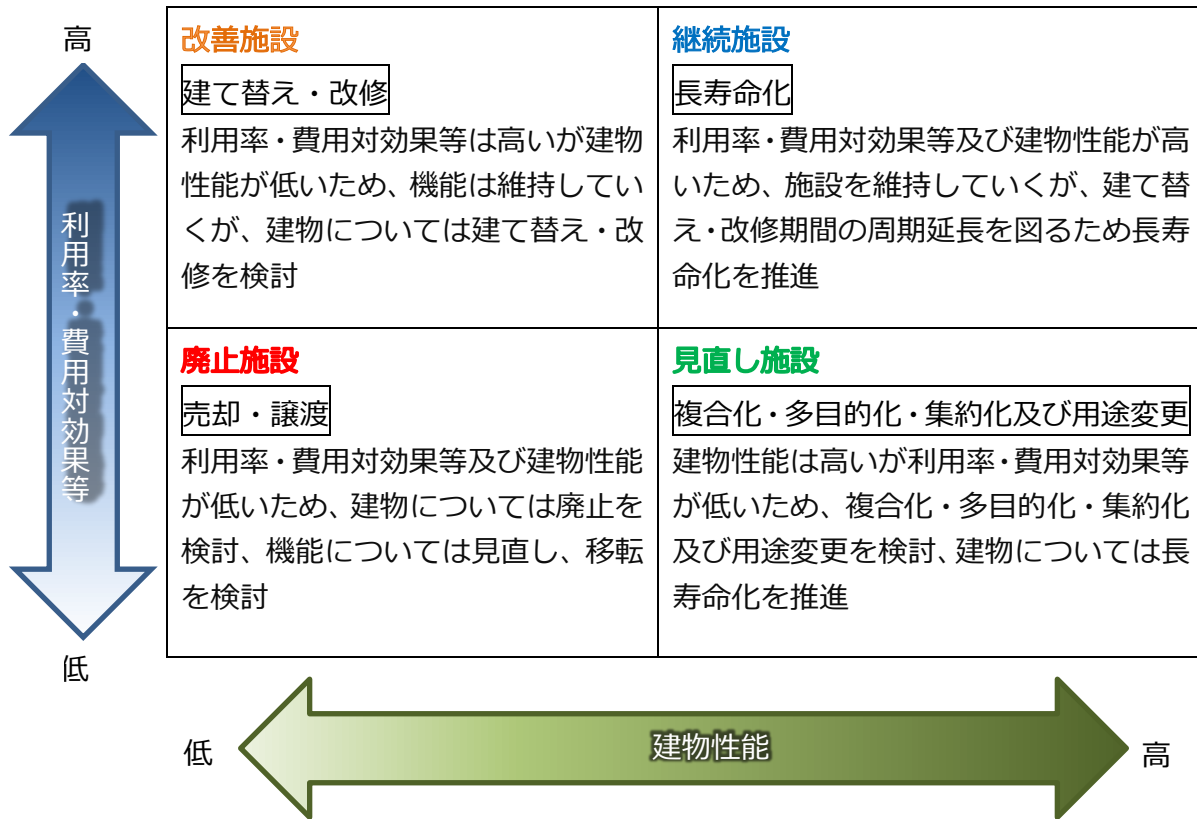 高
利用率・費用対効果等
低
改善施設
建て替え・改修
利用率・費用対効果等は高いが建物
性能が低いため、機能は維持してい
くが、建物については建て替え・改
修を検討
継続施設
長寿命化
利用率・費用対効果等及び建物性能が高
いため、施設を維持していくが、建て替
え・改修期間の周期延長を図るため長寿
命化を推進
廃止施設
売却・譲渡
利用率・費用対効果等及び建物性能
が低いため、建物については廃止を
検討、機能については見直し、移転
を検討
見直し施設
複合化・多目的化・集約化及び用途変更
建物性能は高いが利用率・費用対効果等
が低いため、複合化・多目的化・集約化
及び用途変更を検討、建物については長
寿命化を推進
低
建物性能
高